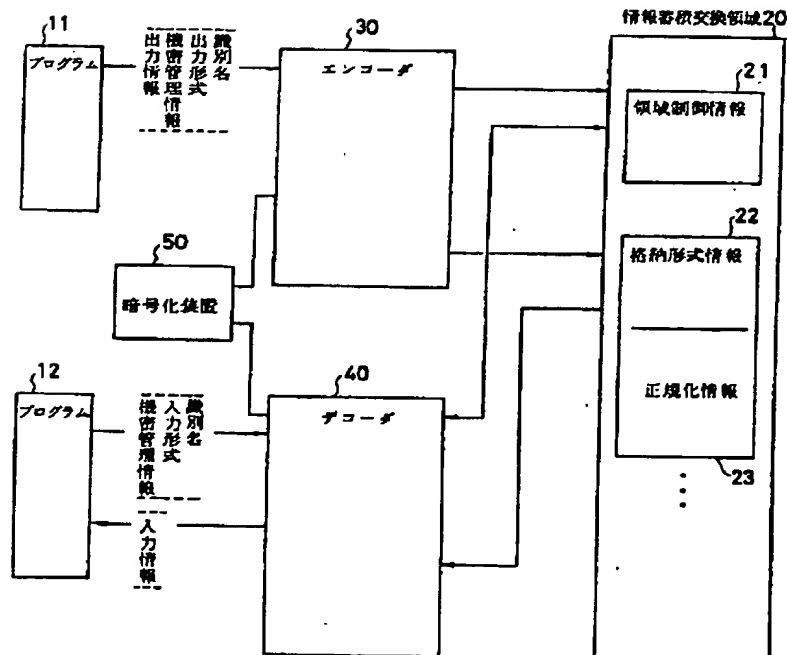 情報蓄積交換領域20
11
プログラム
識別名
出力形式
機密管理情報
出力情報
30
エンコーダ
21
領域制御情報
22
格納形式情報
正規化情報
23
50
暗号化装置
12
プログラム
識別名
入力形式
機密管理情報
入力情報
40
デコーダ